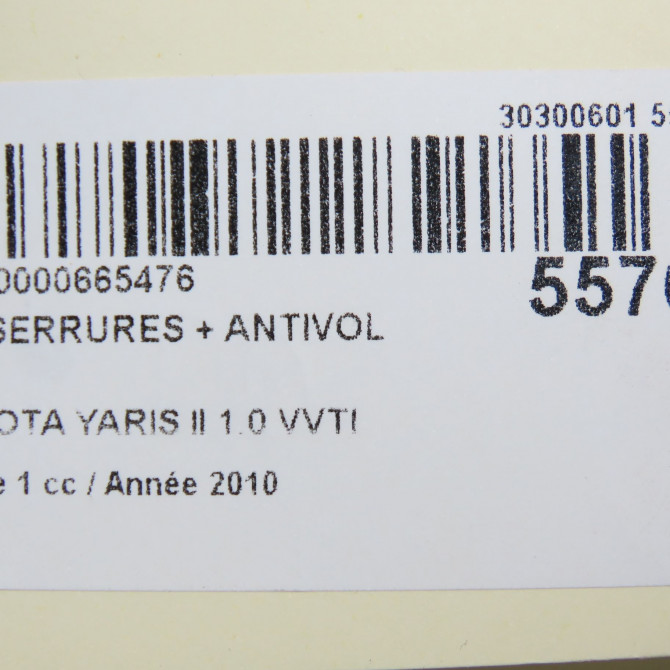 30300601 5
0000665476
557
SERRURES + ANTIVOL
OTA YARIS II 1.0 VVTI
e 1 cc / Année 2010